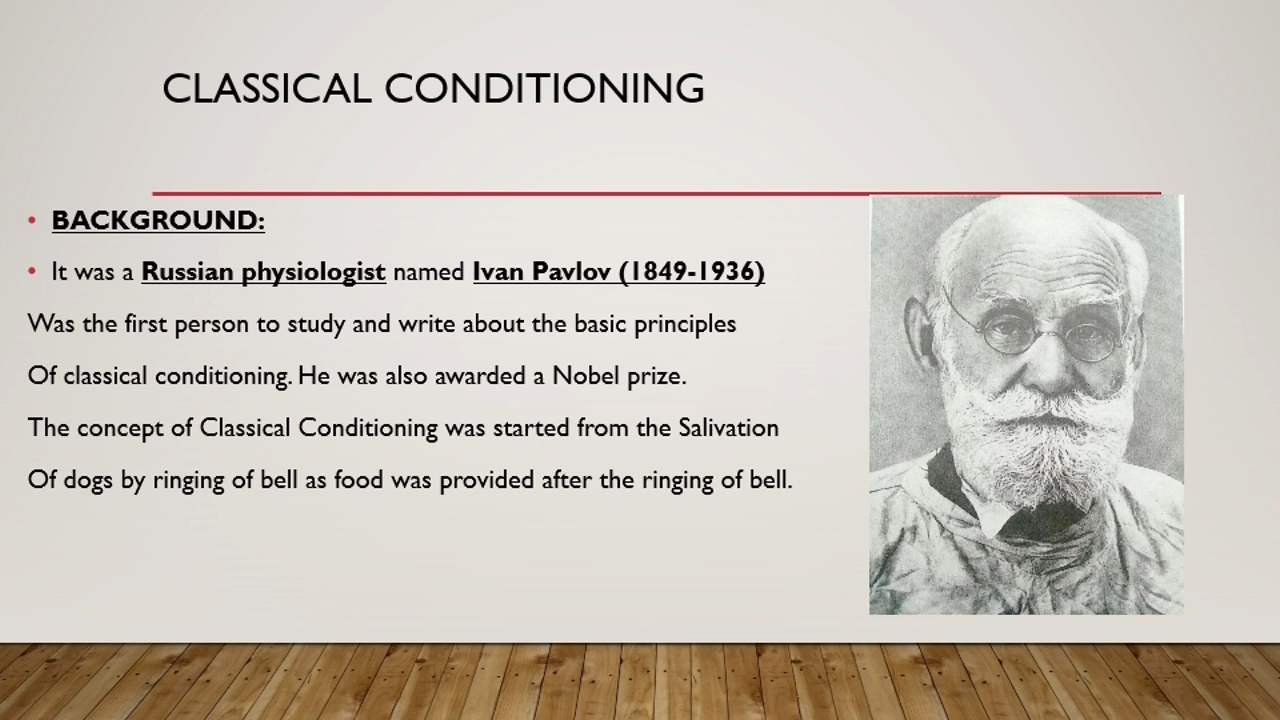 CLASSICAL CONDITIONING
• BACKGROUND:
• It was a Russian physiologist named Ivan Pavlov (1849-1936)
Was the first person to study and write about the basic principles
Of classical conditioning. He was also awarded a Nobel prize.
The concept of Classical Conditioning was started from the Salivation
Of dogs by ringing of bell as food was provided after the ringing of bell.